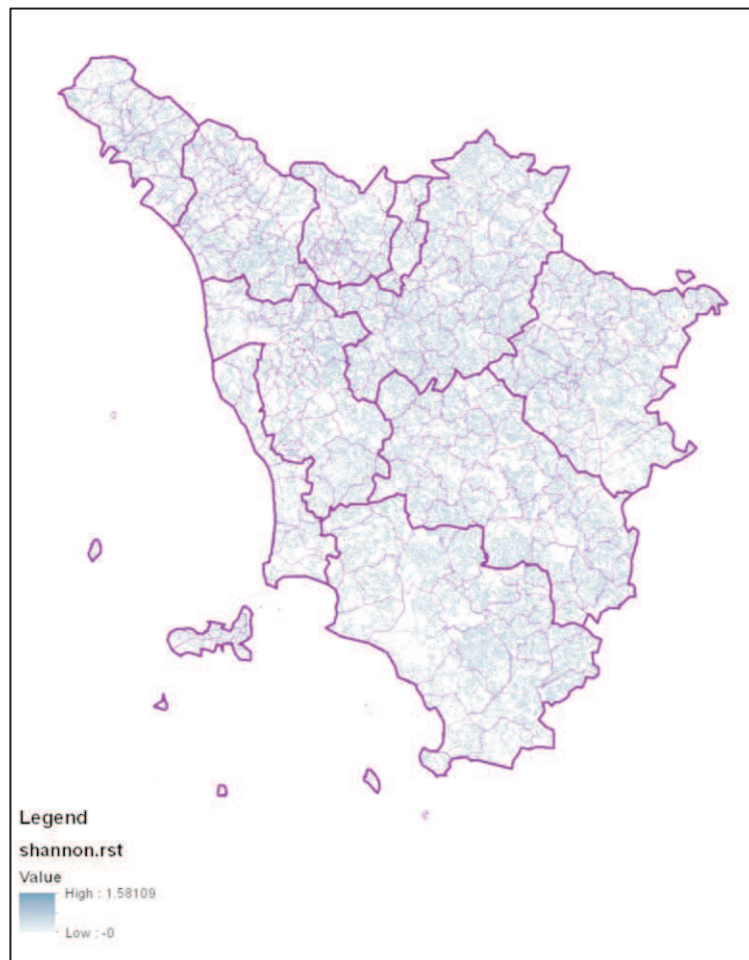 Legend
shannon.rst
Value
High : 1.58109
Low : -0